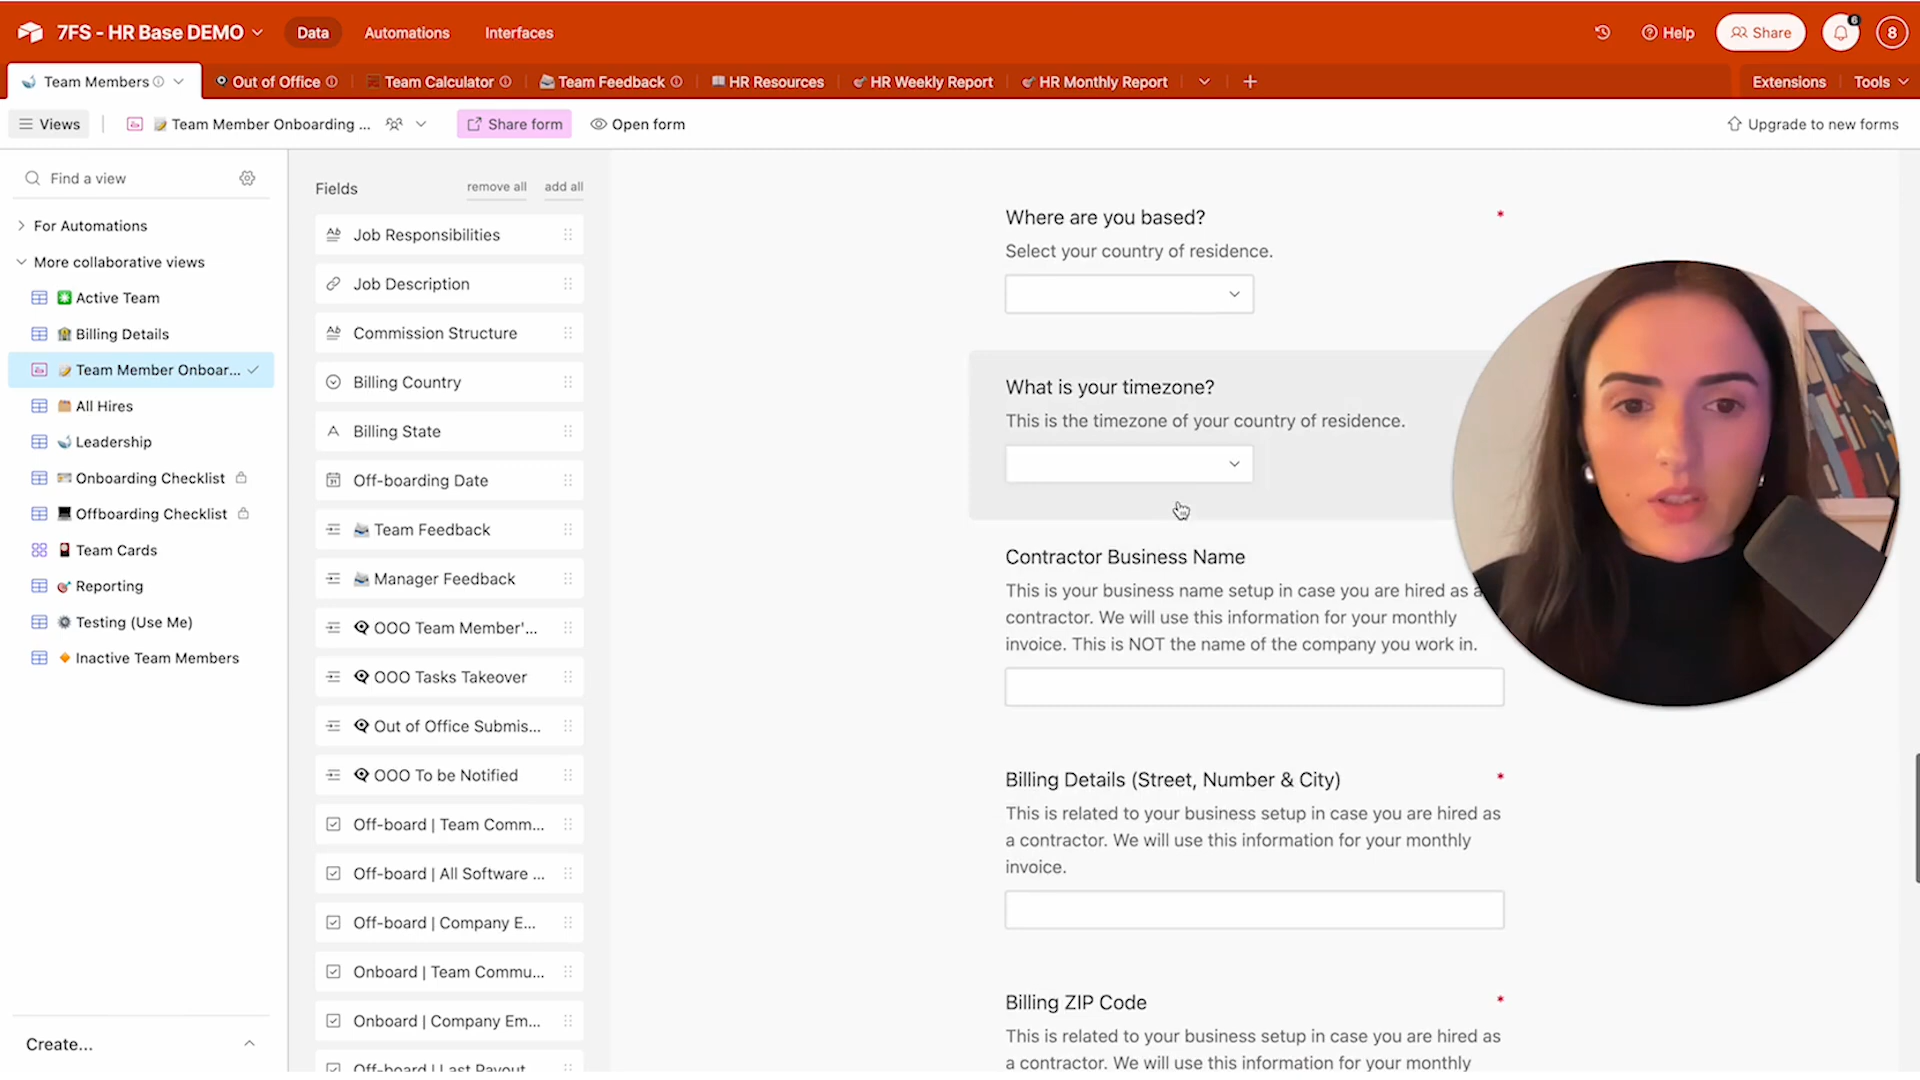 7FS - HR Base DEMO
Data
Automations
Interfaces
Help
Share
6
8
Team Members
Out of Office
Team Calculator
Team Feedback
HR Resources
HR Weekly Report
HR Monthly Report
Extensions
Tools
Views
Team Member Onboarding ...
Share form
Open form
Upgrade to new forms
Find a view
For Automations
More collaborative views
Active Team
Billing Details
Team Member Onboar...
All Hires
Leadership
Onboarding Checklist
Offboarding Checklist
Team Cards
Reporting
Testing (Use Me)
Inactive Team Members
Create...
Fields
remove all
add all
Job Responsibilities
Job Description
Commission Structure
Billing Country
Billing State
Off-boarding Date
Team Feedback
Manager Feedback
OOO Team Member'...
OOO Tasks Takeover
Out of Office Submis...
OOO To be Notified
Off-board | Team Comm...
Off-board | All Software ...
Off-board | Company E...
Onboard | Team Commu...
Onboard | Company Em...
Off-board | Last Payout
Where are you based? *
Select your country of residence.
What is your timezone?
This is the timezone of your country of residence.
Contractor Business Name
This is your business name setup in case you are hired as a
contractor. We will use this information for your monthly
invoice. This is NOT the name of the company you work in.
Billing Details (Street, Number & City) *
This is related to your business setup in case you are hired as
a contractor. We will use this information for your monthly
invoice.
Billing ZIP Code *
This is related to your business setup in case you are hired as
a contractor. We will use this information for your monthly